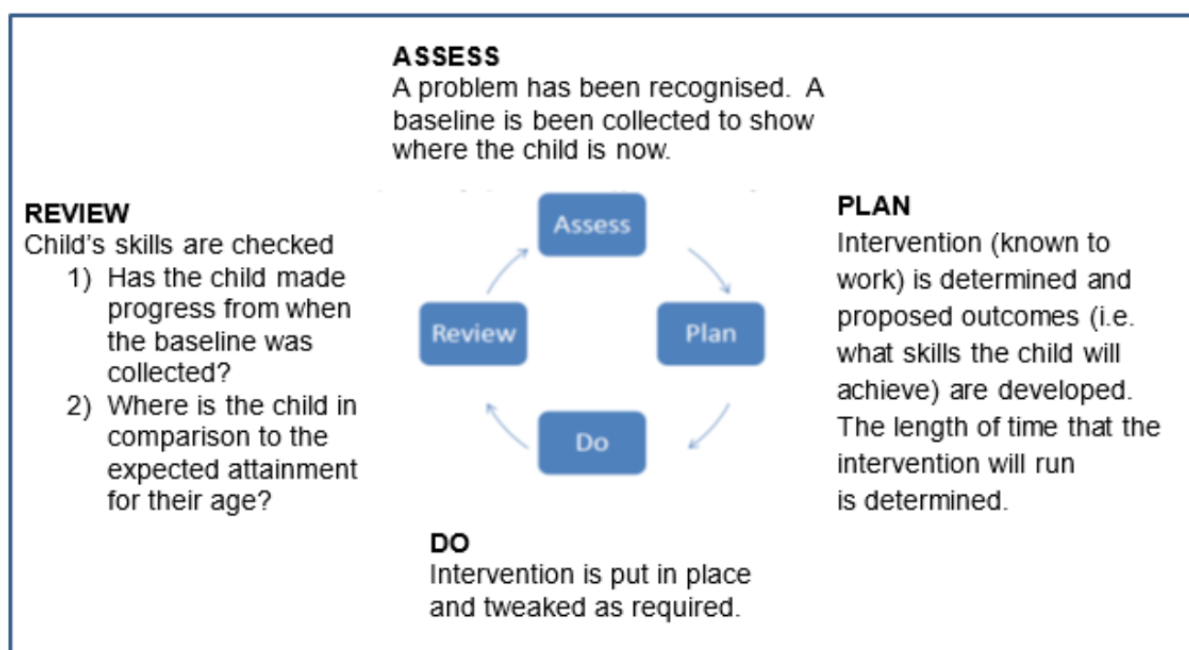 ASSESS
A problem has been recognised.  A
baseline is been collected to show
where the child is now.
REVIEW
Child's skills are checked
1) Has the child made
progress from when
the baseline was
collected?
2) Where is the child in
comparison to the
expected attainment
for their age?
Assess
Review
Plan
Do
PLAN
Intervention (known to
work) is determined and
proposed outcomes (i.e.
what skills the child will
achieve) are developed.
The length of time that the
intervention will run
is determined.
DO
Intervention is put in place
and tweaked as required.